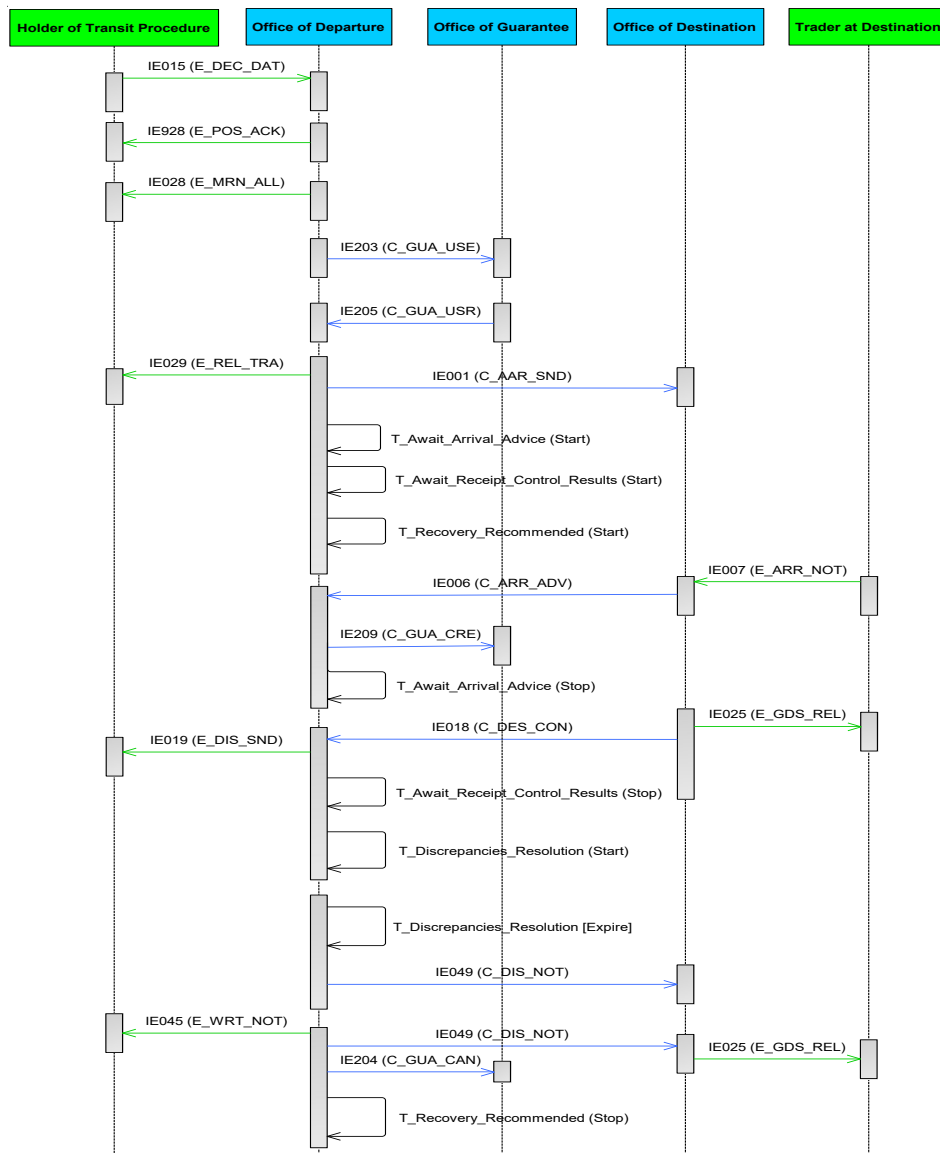 Holder of Transit Procedure
Office of Departure
Office of Guarantee
Office of Destination
Trader at Destination
IE015 (E_DEC_DAT)
IE928 (E_POS_ACK)
IE028 (E_MRN_ALL)
IE203 (C_GUA_USE)
IE205 (C_GUA_USR)
IE029 (E_REL_TRA)
IE001 (C_AAR_SND)
T_Await_Arrival_Advice (Start)
T_Await_Receipt_Control_Results (Start)
T_Recovery_Recommended (Start)
IE007 (E_ARR_NOT)
IE006 (C_ARR_ADV)
IE209 (C_GUA_CRE)
T_Await_Arrival_Advice (Stop)
IE025 (E_GDS_REL)
IE018 (C_DES_CON)
IE019 (E_DIS_SND)
T_Await_Receipt_Control_Results (Stop)
T_Discrepancies_Resolution (Start)
T_Discrepancies_Resolution [Expire]
IE049 (C_DIS_NOT)
IE045 (E_WRT_NOT)
IE049 (C_DIS_NOT)
IE025 (E_GDS_REL)
IE204 (C_GUA_CAN)
T_Recovery_Recommended (Stop)